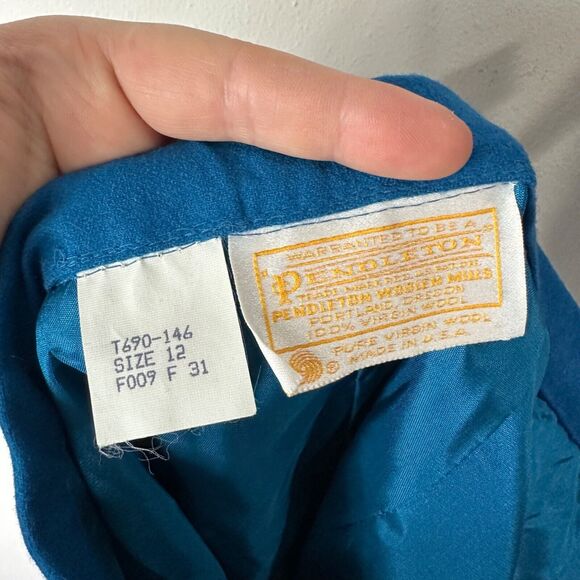 T690-146
SIZE 12
F009 F 31
WARRANTED TO BE A
PENDLETON
TRADE MARK REG. US PAT. OFF.
PENDLETON WOOLEN MILLS
PORTLAND, OREGON
100% VIRGIN WOOL
PURE VIRGIN WOOL
MADE IN U.S.A.